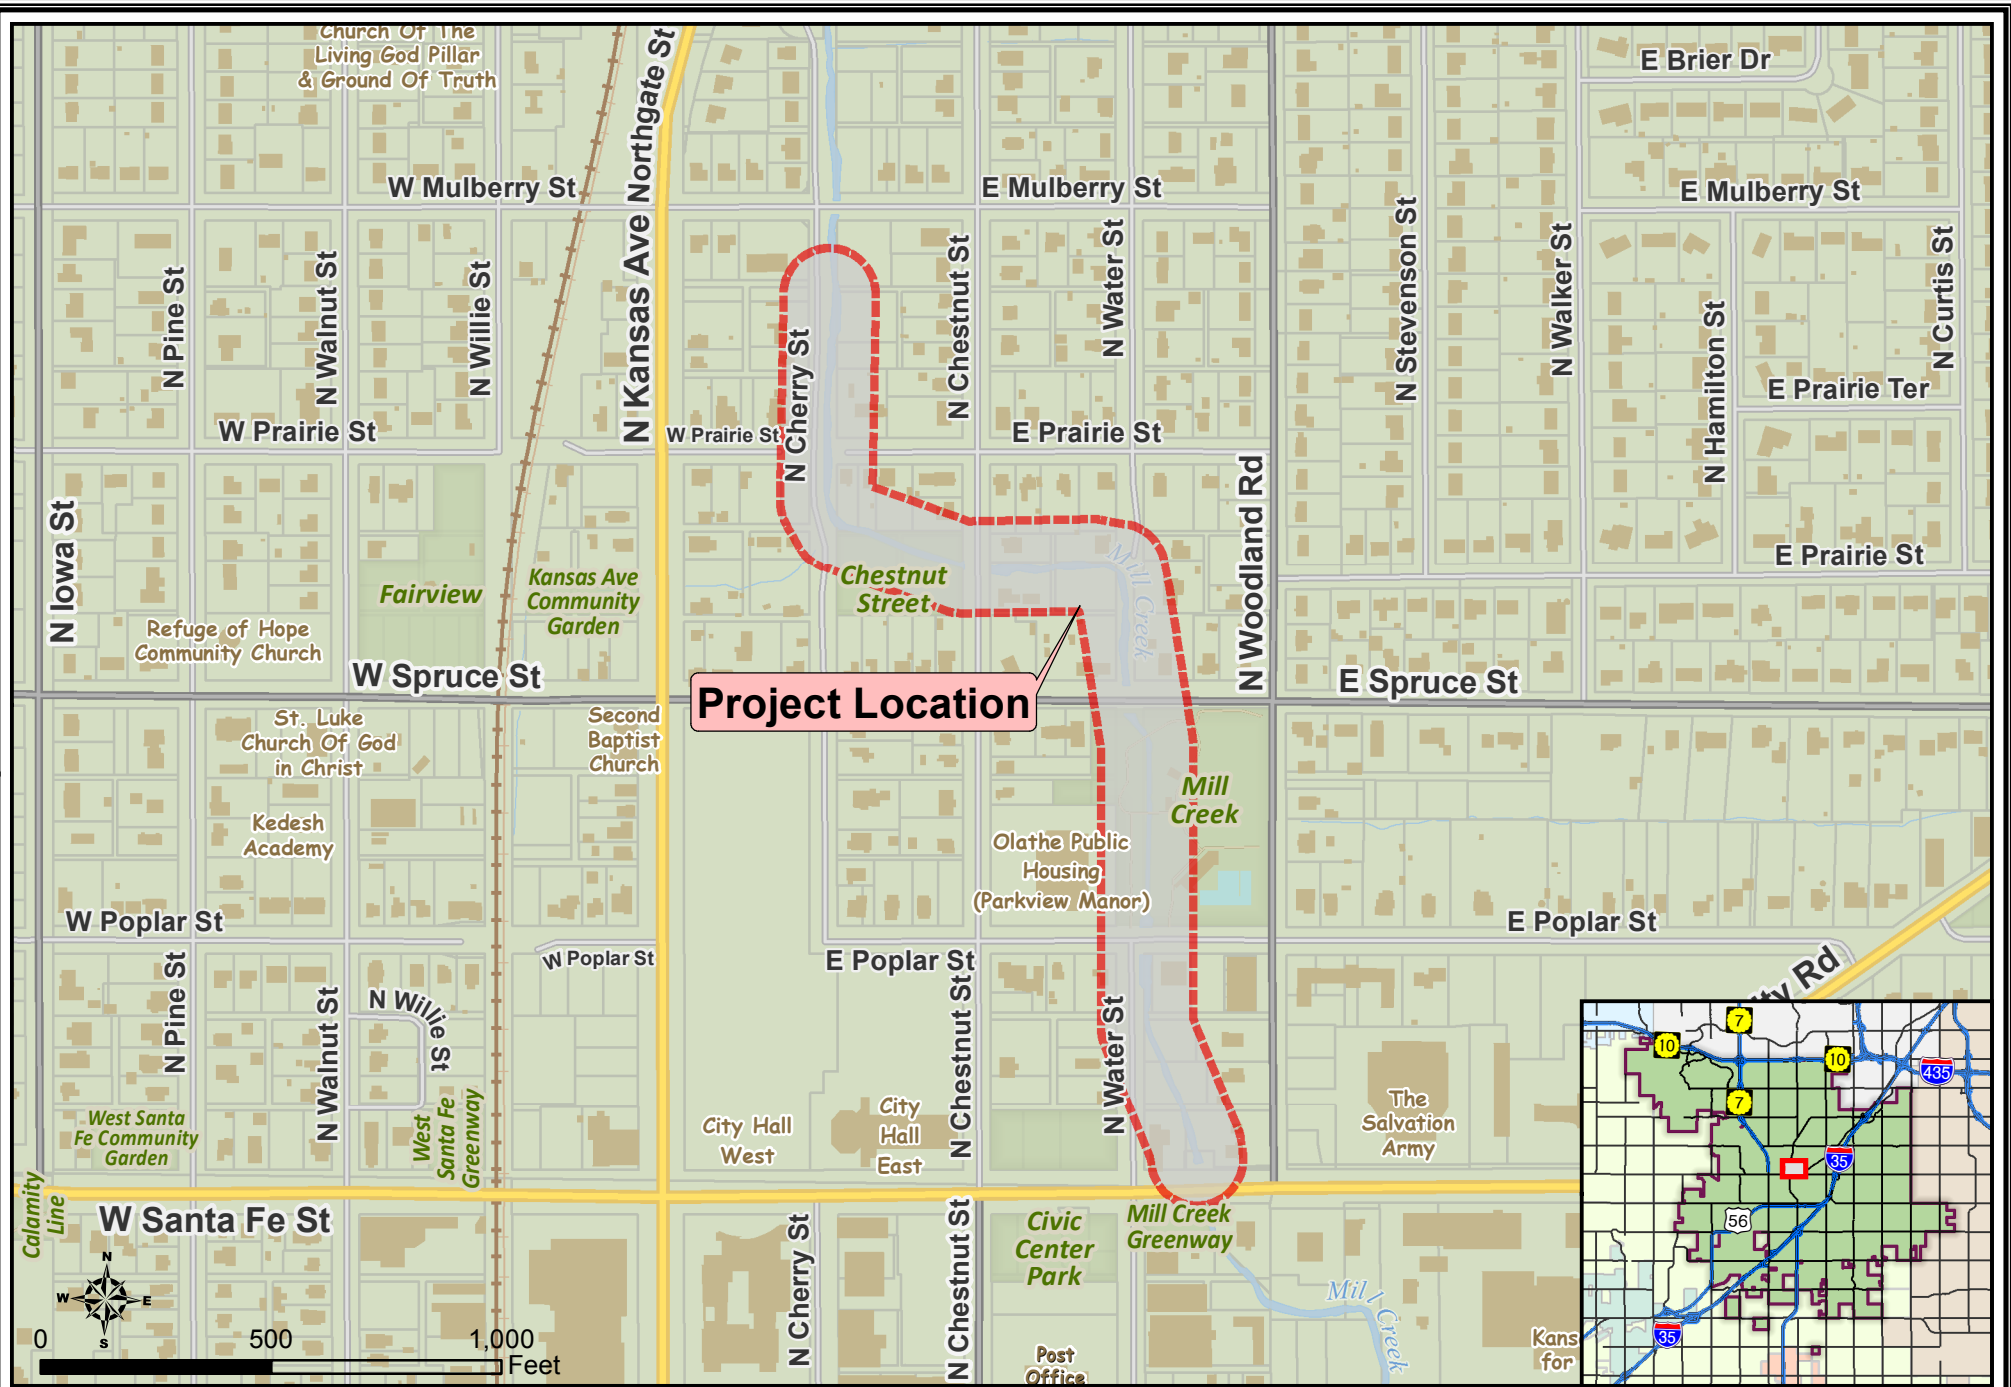 Church Of The
Living God Pillar
& Ground Of Truth
N Kansas Ave
Northgate St
E Brier Dr
W Mulberry St
E Mulberry St
E Mulberry St
N Pine St
N Walnut St
N Willie St
N Cherry St
N Chestnut St
N Water St
N Stevenson St
N Walker St
N Hamilton St
N Curtis St
E Prairie Ter
W Prairie St
W Prairie St
E Prairie St
E Prairie St
N Iowa St
N Woodland Rd
Fairview
Kansas Ave
Community
Garden
Chestnut
Street
Mill Creek
Refuge of Hope
Community Church
W Spruce St
E Spruce St
Project Location
St. Luke
Church Of God
in Christ
Second
Baptist
Church
Mill
Creek
Kedesh
Academy
Olathe Public
Housing
(Parkview Manor)
W Poplar St
W Poplar St
E Poplar St
E Poplar St
N Pine St
N Walnut St
N Willie St
N Chestnut St
N Water St
ty Rd
West Santa
Fe Community
Garden
West
Santa Fe
Greenway
City Hall
West
City
Hall
East
The
Salvation
Army
Calamity
Line
W Santa Fe St
N Cherry St
N Chestnut St
Civic
Center
Park
Mill Creek
Greenway
Mill Creek
Post
Office
Kans
for
N
W
E
S
0
500
1,000
Feet
7
10
10
435
7
35
56
35